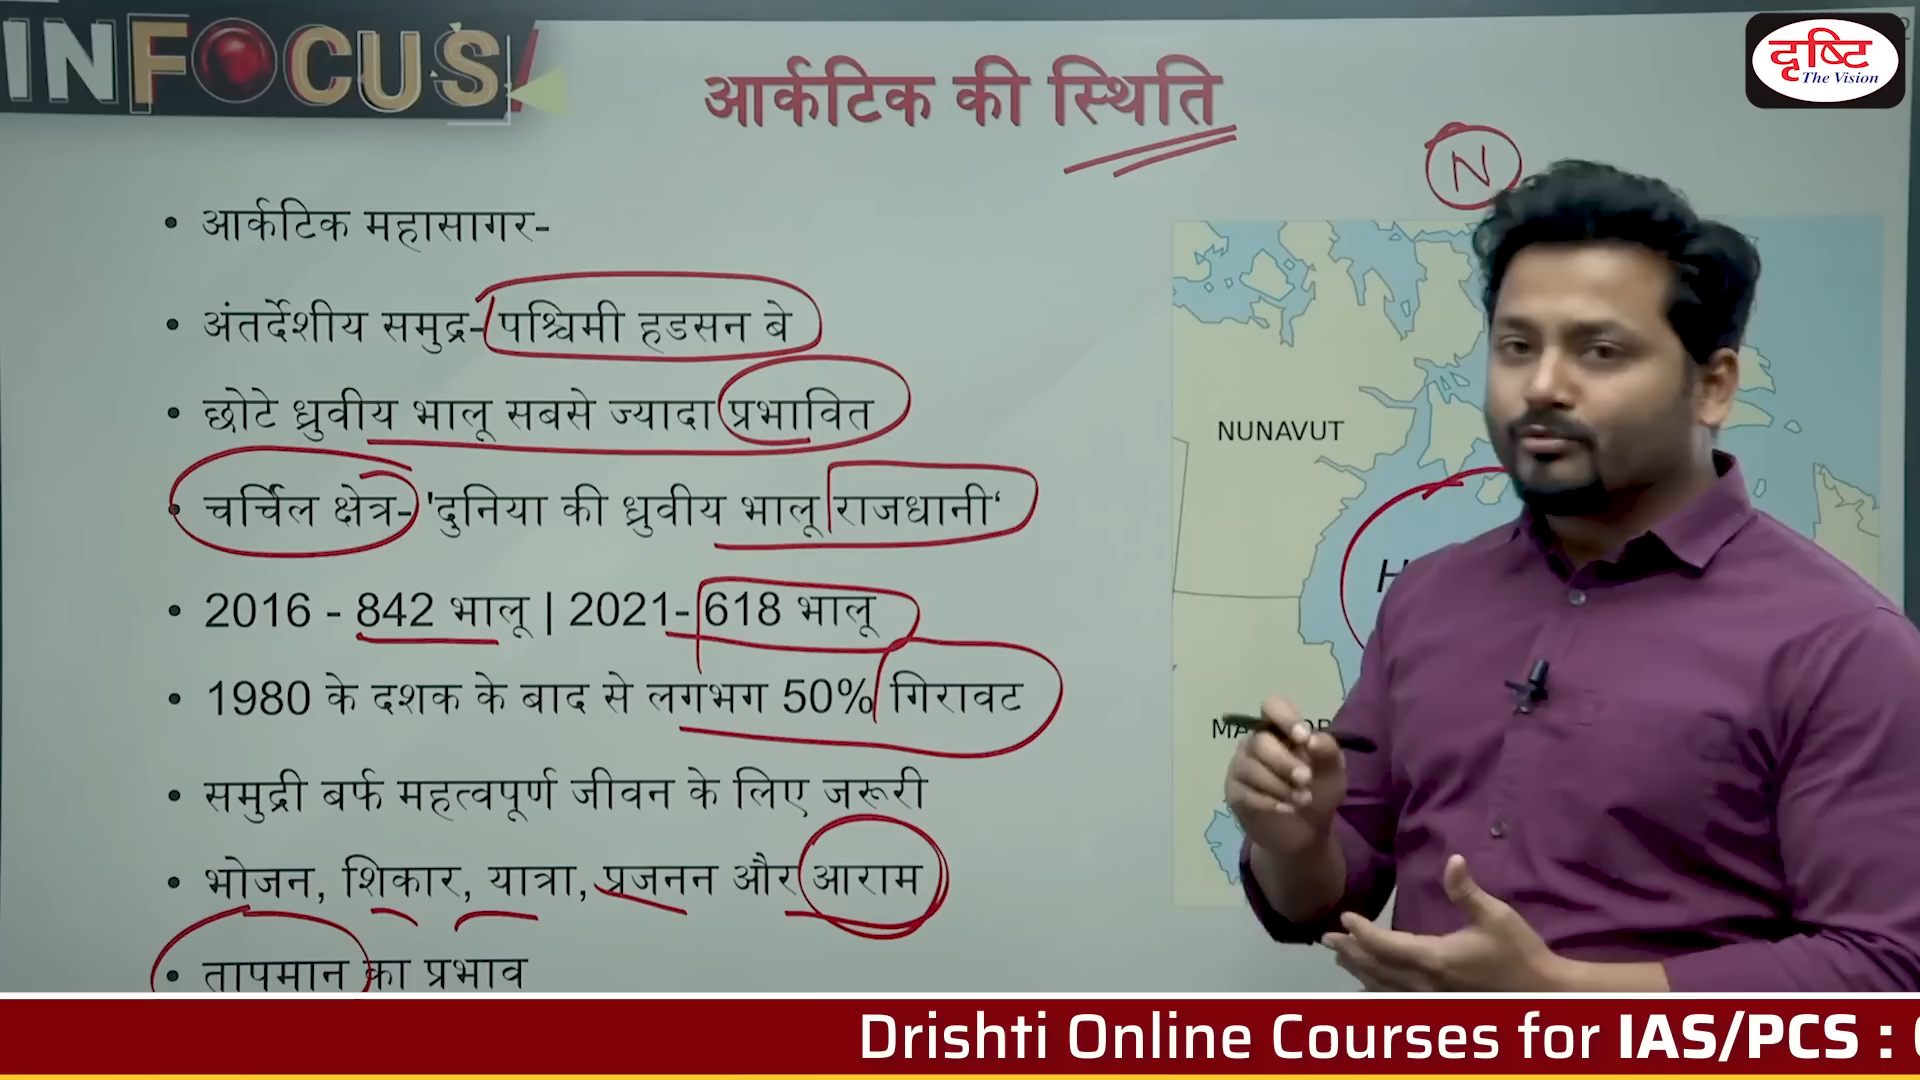 INFOCUS
आर्कटिक की स्थिति
दृष्टि
The Vision
N
• आर्कटिक महासागर-
• अंतर्देशीय समुद्र- पश्चिमी हडसन बे
• छोटे ध्रुवीय भालू सबसे ज्यादा प्रभावित
• चर्चिल क्षेत्र- 'दुनिया की ध्रुवीय भालू राजधानी‘
• 2016 - 842 भालू | 2021- 618 भालू
• 1980 के दशक के बाद से लगभग 50% गिरावट
• समुद्री बर्फ महत्वपूर्ण जीवन के लिए जरूरी
• भोजन, शिकार, यात्रा, प्रजनन और आराम
• तापमान का प्रभाव
NUNAVUT
Drishti Online Courses for IAS/PCS :